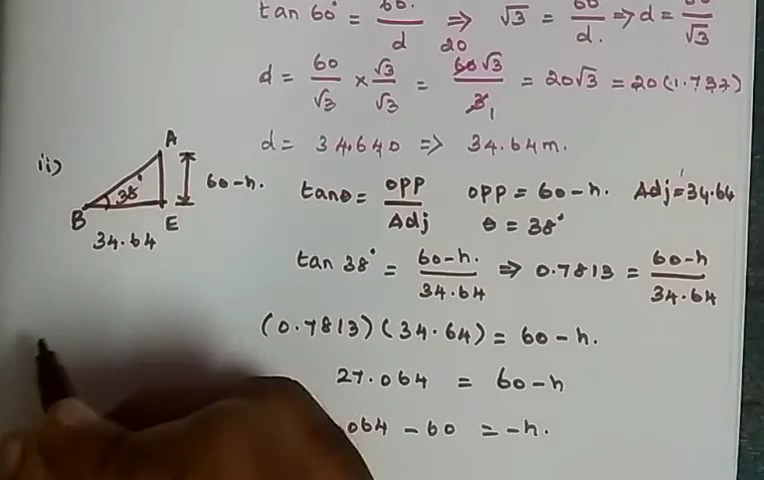 tan 60° = 60/d ⇒ √3 = 60/d. ⇒ d = 60/√3
d = 60/√3 × √3/√3 = 60√3/3 = 20√3 = 20(1.732)
20
1
d = 34.640 ⇒ 34.64m.
ii)
A
38°
60-h.
B
E
34.64
tanθ = opp/Adj opp = 60-h. Adj = 34.64
θ = 38°
tan 38° = 60-h./34.64 ⇒ 0.7813 = 60-h/34.64
(0.7813)(34.64) = 60-h.
27.064 = 60-h
064 - 60 = -h.